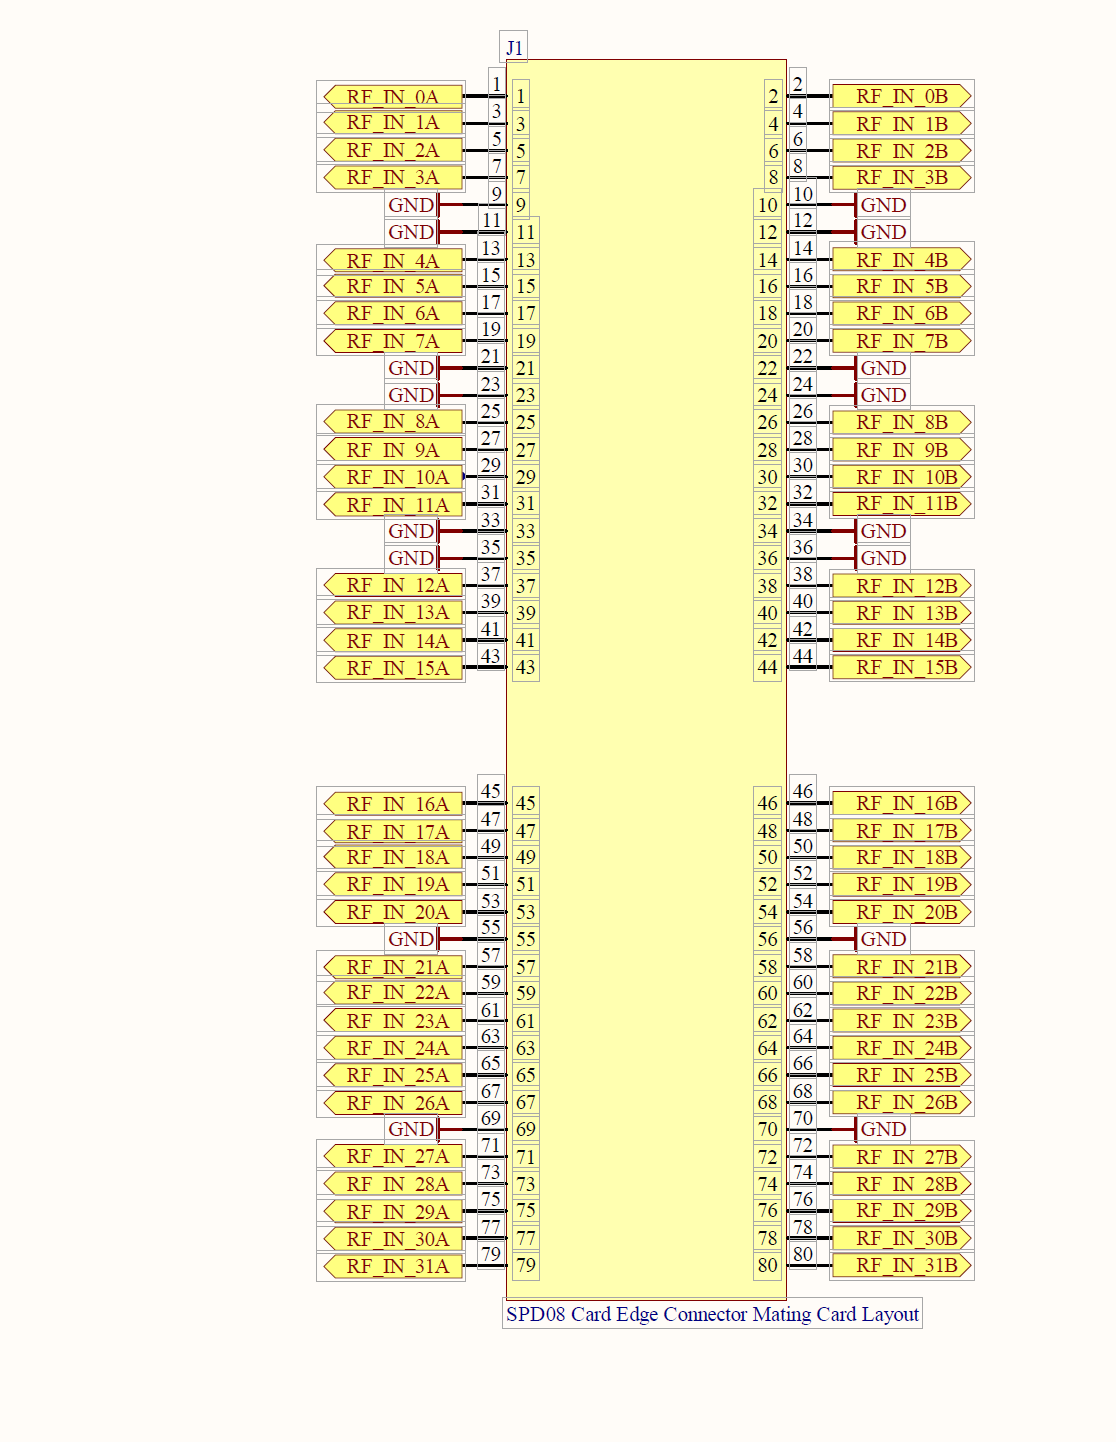 J1
RF_IN_0A 1 1 2 2 RF_IN_0B
RF_IN_1A 3 3 4 4 RF_IN_1B
RF_IN_2A 5 5 6 6 RF_IN_2B
RF_IN_3A 7 7 8 8 RF_IN_3B
GND 9 9 10 10 GND
GND 11 11 12 12 GND
RF_IN_4A 13 13 14 14 RF_IN_4B
RF_IN_5A 15 15 16 16 RF_IN_5B
RF_IN_6A 17 17 18 18 RF_IN_6B
RF_IN_7A 19 19 20 20 RF_IN_7B
GND 21 21 22 22 GND
GND 23 23 24 24 GND
RF_IN_8A 25 25 26 26 RF_IN_8B
RF_IN_9A 27 27 28 28 RF_IN_9B
RF_IN_10A 29 29 30 30 RF_IN_10B
RF_IN_11A 31 31 32 32 RF_IN_11B
GND 33 33 34 34 GND
GND 35 35 36 36 GND
RF_IN_12A 37 37 38 38 RF_IN_12B
RF_IN_13A 39 39 40 40 RF_IN_13B
RF_IN_14A 41 41 42 42 RF_IN_14B
RF_IN_15A 43 43 44 44 RF_IN_15B
RF_IN_16A 45 45 46 46 RF_IN_16B
RF_IN_17A 47 47 48 48 RF_IN_17B
RF_IN_18A 49 49 50 50 RF_IN_18B
RF_IN_19A 51 51 52 52 RF_IN_19B
RF_IN_20A 53 53 54 54 RF_IN_20B
GND 55 55 56 56 GND
RF_IN_21A 57 57 58 58 RF_IN_21B
RF_IN_22A 59 59 60 60 RF_IN_22B
RF_IN_23A 61 61 62 62 RF_IN_23B
RF_IN_24A 63 63 64 64 RF_IN_24B
RF_IN_25A 65 65 66 66 RF_IN_25B
RF_IN_26A 67 67 68 68 RF_IN_26B
GND 69 69 70 70 GND
RF_IN_27A 71 71 72 72 RF_IN_27B
RF_IN_28A 73 73 74 74 RF_IN_28B
RF_IN_29A 75 75 76 76 RF_IN_29B
RF_IN_30A 77 77 78 78 RF_IN_30B
RF_IN_31A 79 79 80 80 RF_IN_31B
SPD08 Card Edge Connector Mating Card Layout